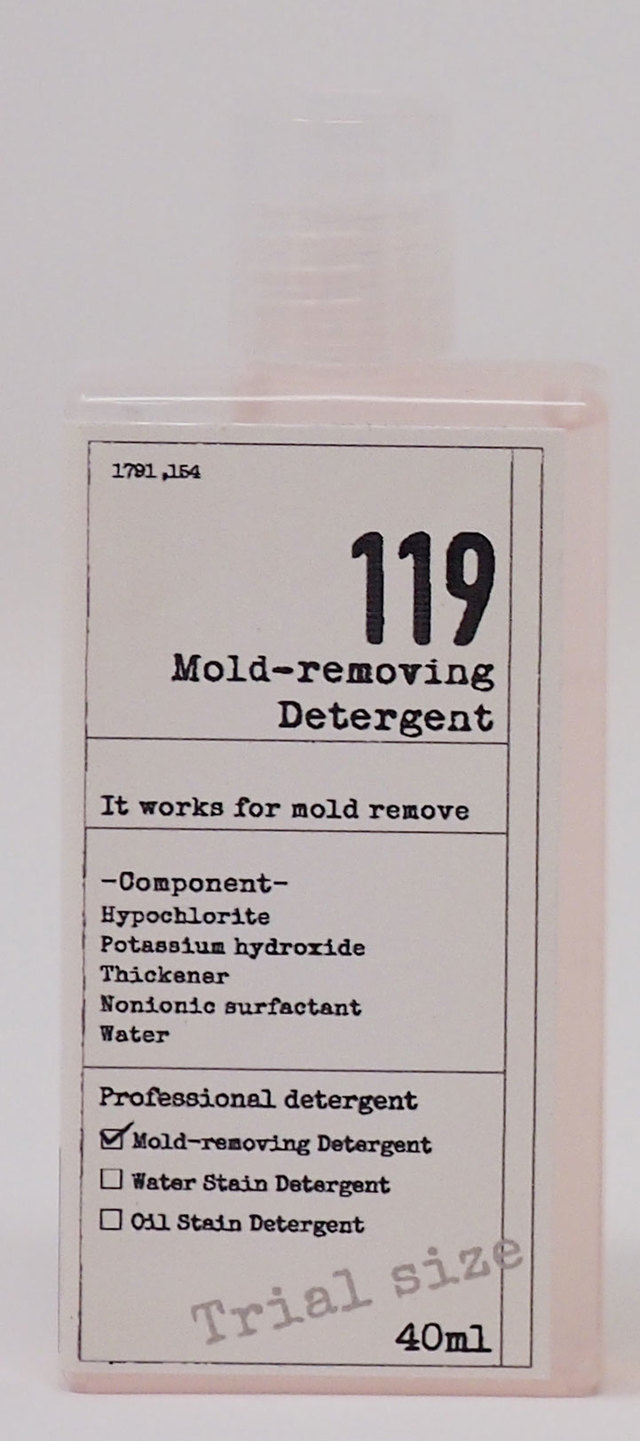 1791,154
119
Mold-removing
Detergent
It works for mold remove
-Component-
Hypochlorite
Potassium hydroxide
Thickener
Nonionic surfactant
Water
Professional detergent
Mold-removing Detergent
Water Stain Detergent
Oil Stain Detergent
Trial size
40ml